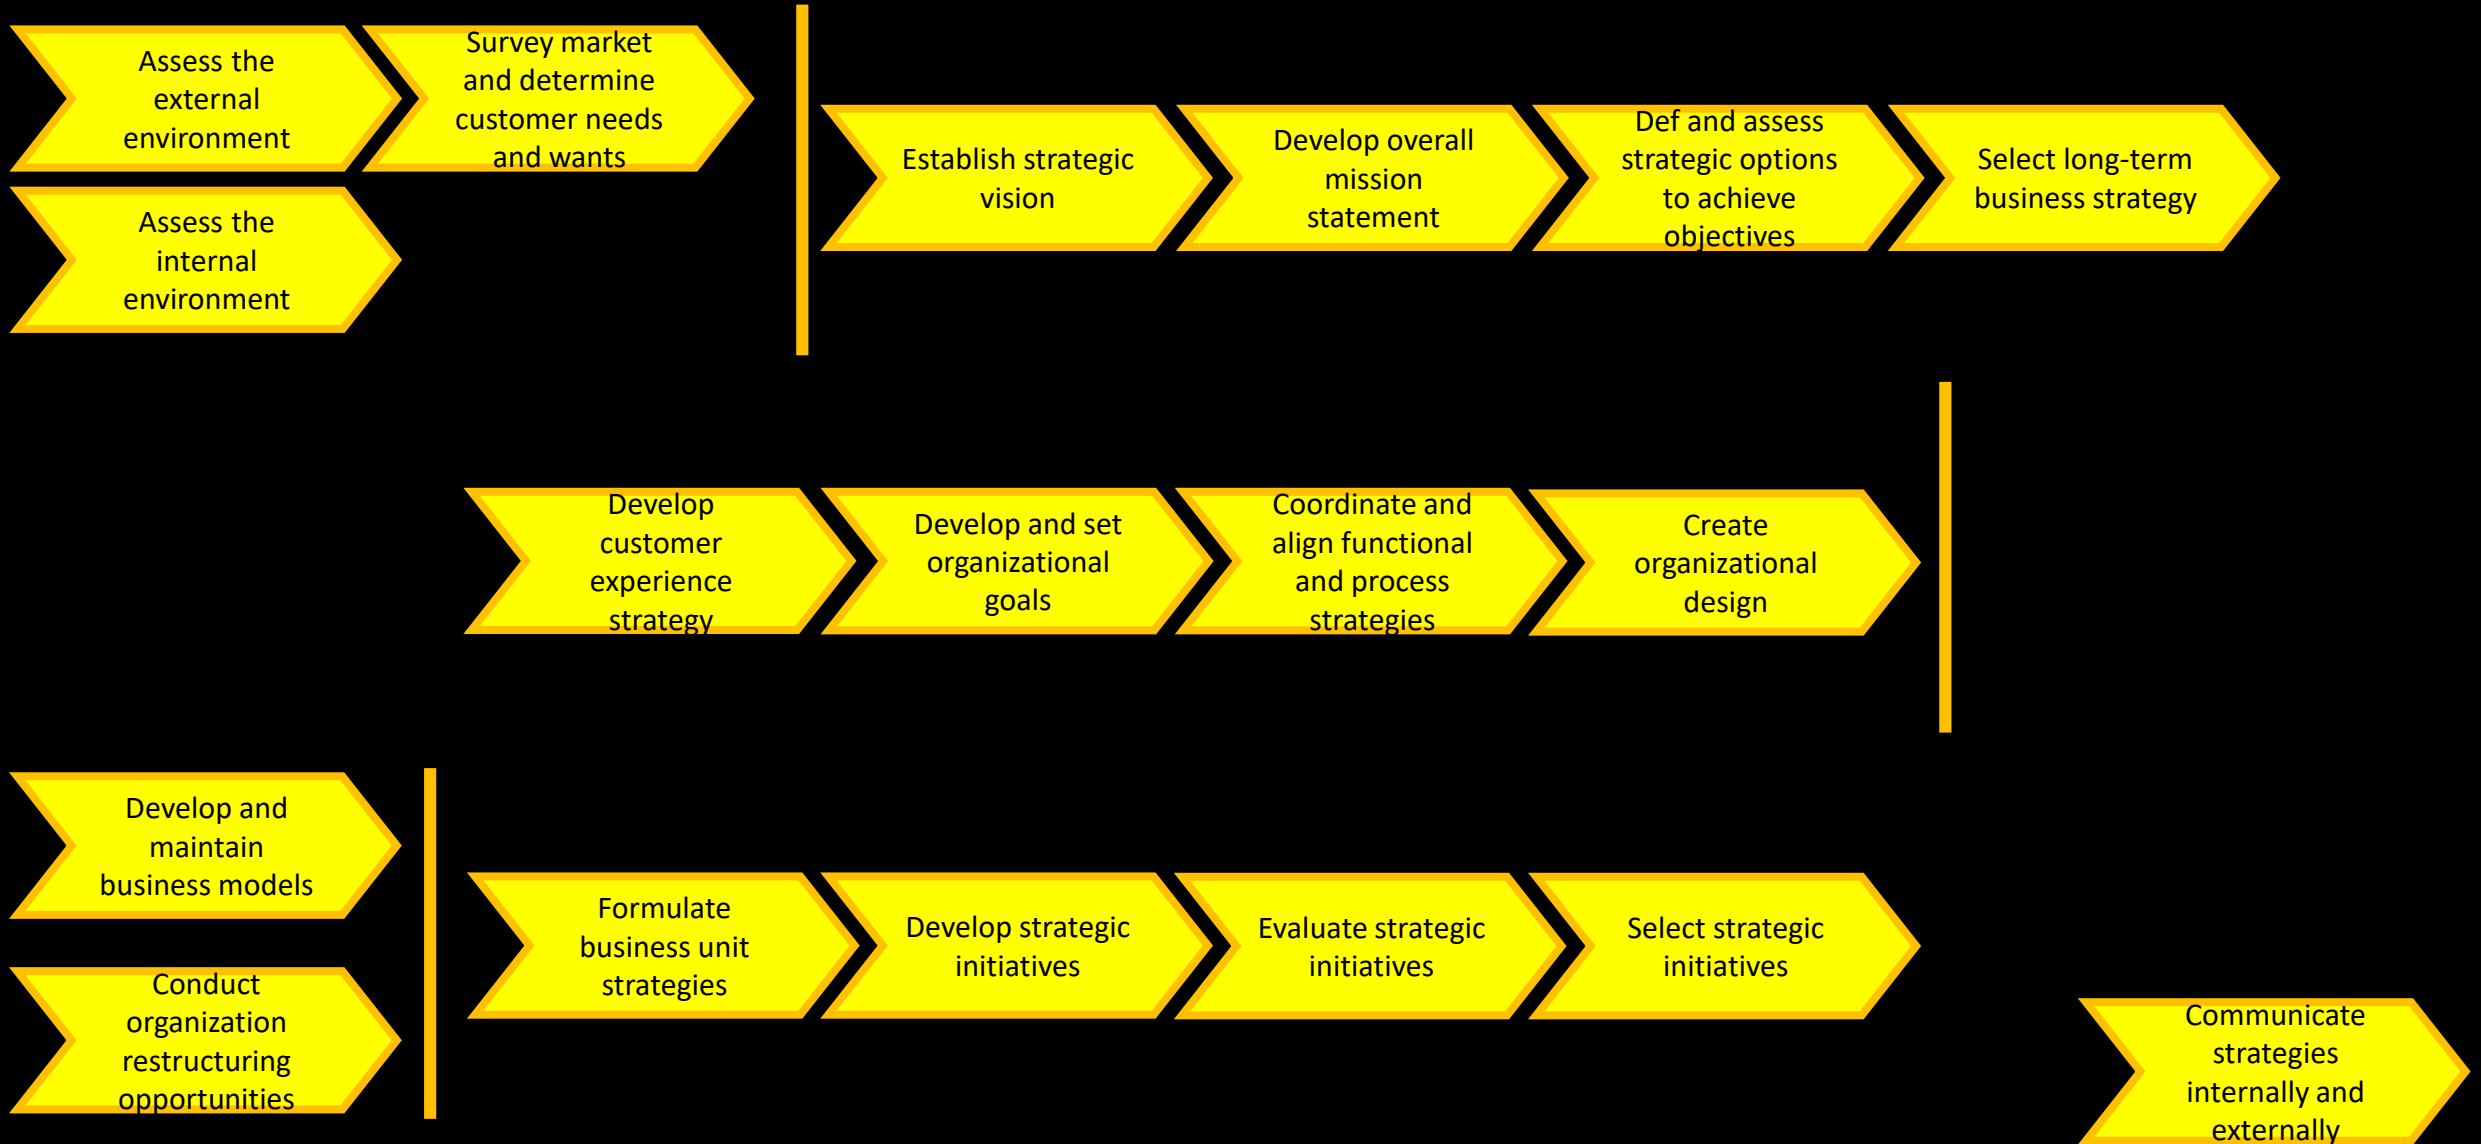 Assess the
external
environment
Survey market
and determine
customer needs
and wants
Assess the
internal
environment
Establish strategic
vision
Develop overall
mission
statement
Def and assess
strategic options
to achieve
objectives
Select long-term
business strategy
Develop
customer
experience
strategy
Develop and set
organizational
goals
Coordinate and
align functional
and process
strategies
Create
organizational
design
Develop and
maintain
business models
Conduct
organization
restructuring
opportunities
Formulate
business unit
strategies
Develop strategic
initiatives
Evaluate strategic
initiatives
Select strategic
initiatives
Communicate
strategies
internally and
externally